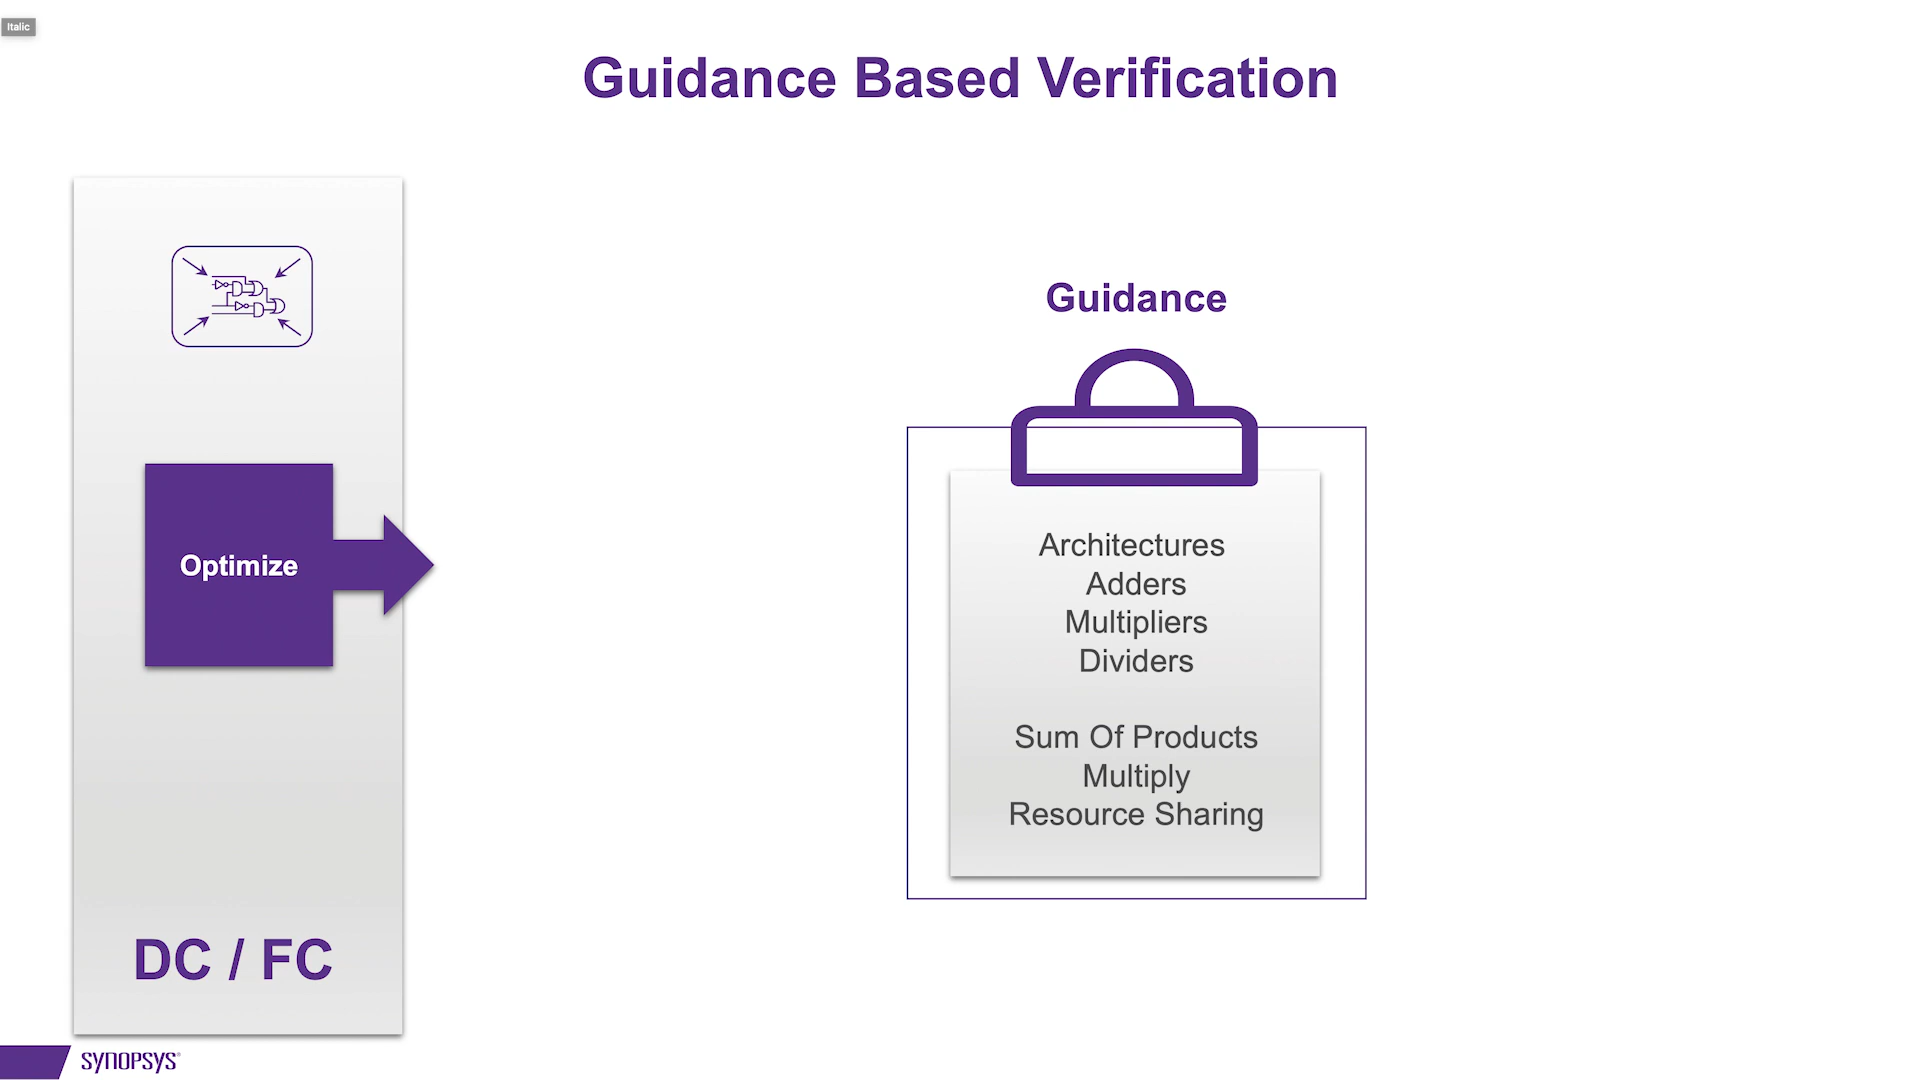 Italic
Guidance Based Verification
Optimize
DC / FC
Guidance
Architectures
Adders
Multipliers
Dividers
Sum Of Products
Multiply
Resource Sharing
SYNOPSYS®